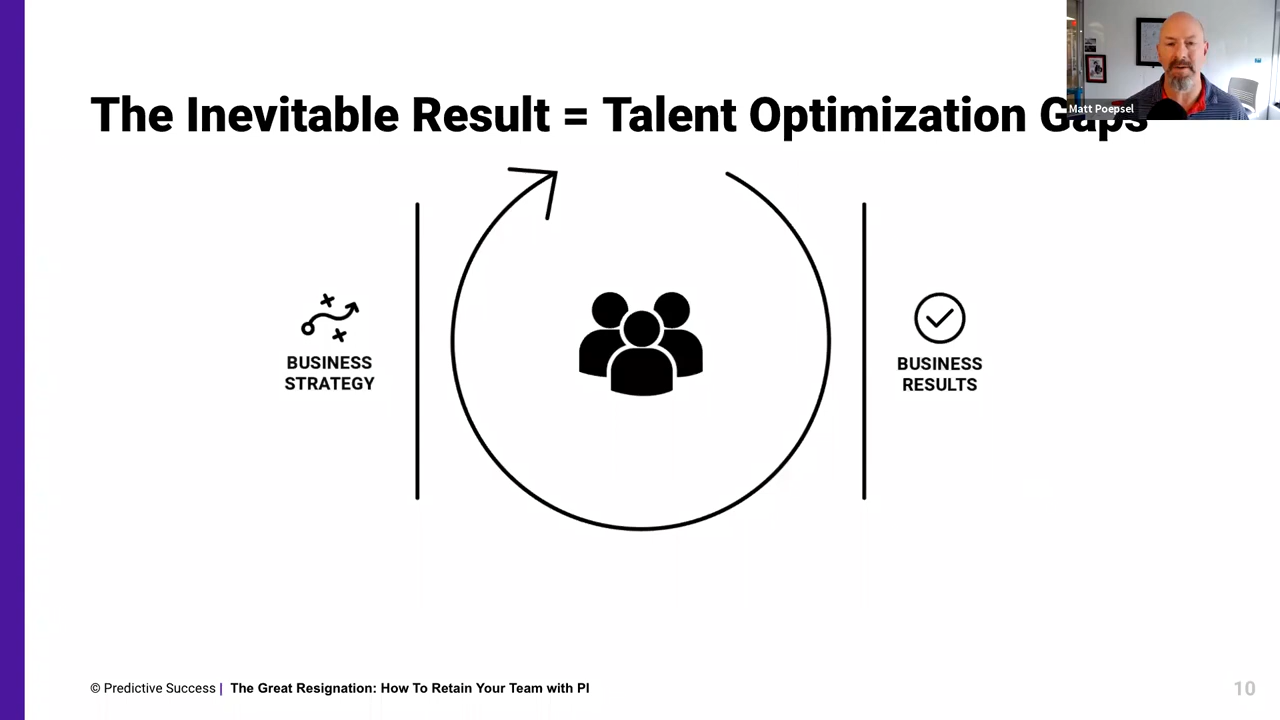 The Inevitable Result = Talent Optimization Gaps
Matt Poepsel
BUSINESS
STRATEGY
BUSINESS
RESULTS
© Predictive Success | The Great Resignation: How To Retain Your Team with PI
10